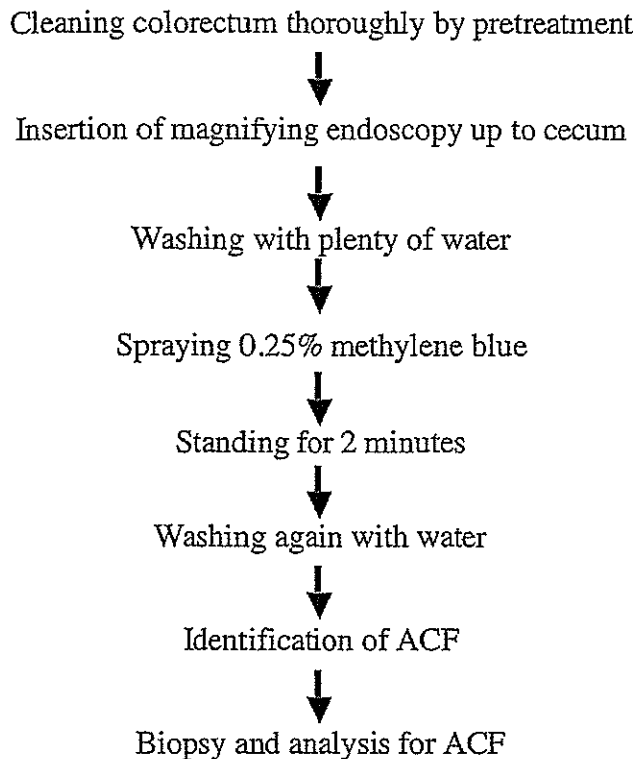 Cleaning colorectum thoroughly by pretreatment
Insertion of magnifying endoscopy up to cecum
Washing with plenty of water
Spraying 0.25% methylene blue
Standing for 2 minutes
Washing again with water
Identification of ACF
Biopsy and analysis for ACF